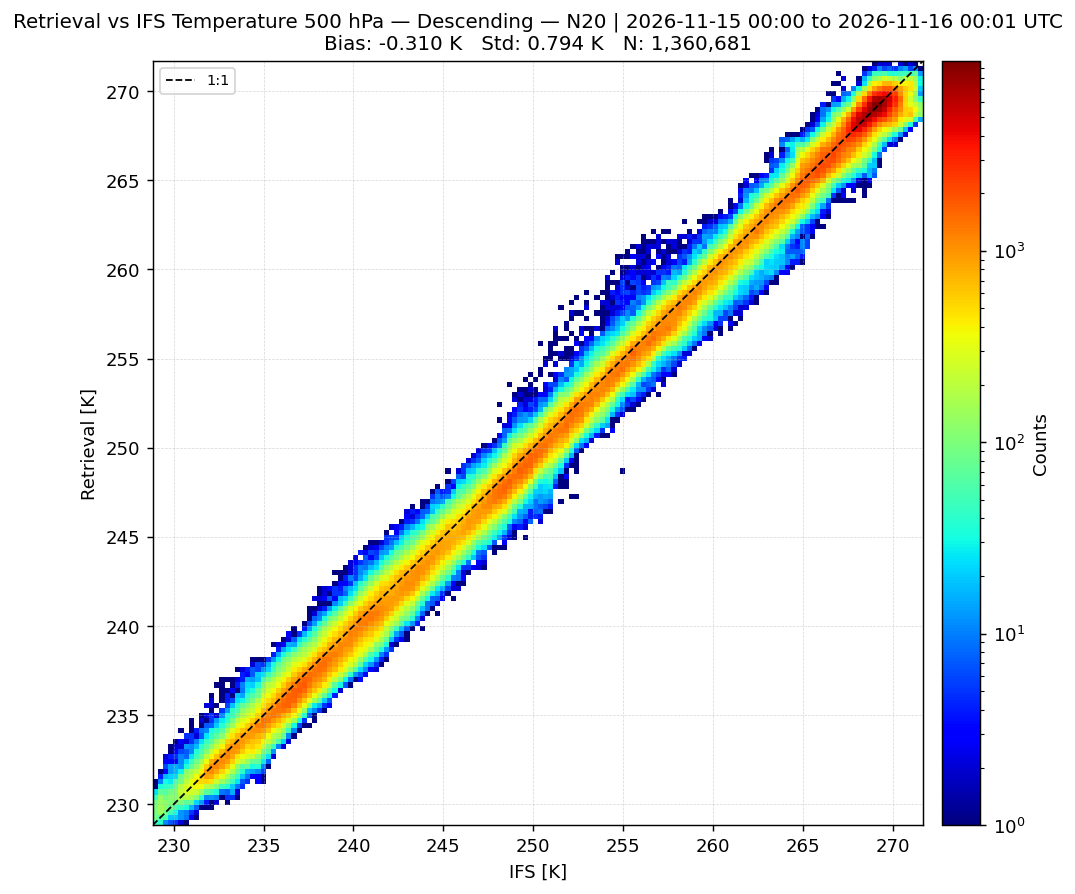 Retrieval vs IFS Temperature 500 hPa — Descending — N20 | 2026-11-15 00:00 to 2026-11-16 00:01 UTC
Bias: -0.310 K   Std: 0.794 K   N: 1,360,681
1:1
270
265
260
255
250
245
240
235
230
Retrieval [K]
230 235 240 245 250 255 260 265 270
IFS [K]
10³
10²
10¹
10⁰
Counts